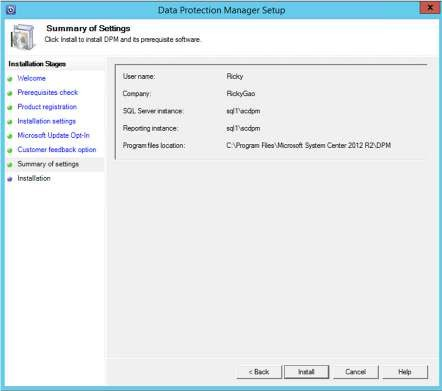 Data Protection Manager Setup
x
Summary of Settings
Click Install to install DPM and its prerequisite software.
Installation Stages
Welcome
Prerequisites check
Product registration
Installation settings
Microsoft Update Opt-In
Customer feedback option
Summary of settings
Installation
User name: Ricky
Company: RickyGao
SQL Server instance: sql1\scdpm
Reporting instance: sql1\scdpm
Program files location: C:\Program Files\Microsoft System Center 2012 R2\DPM
< Back Install Cancel Help